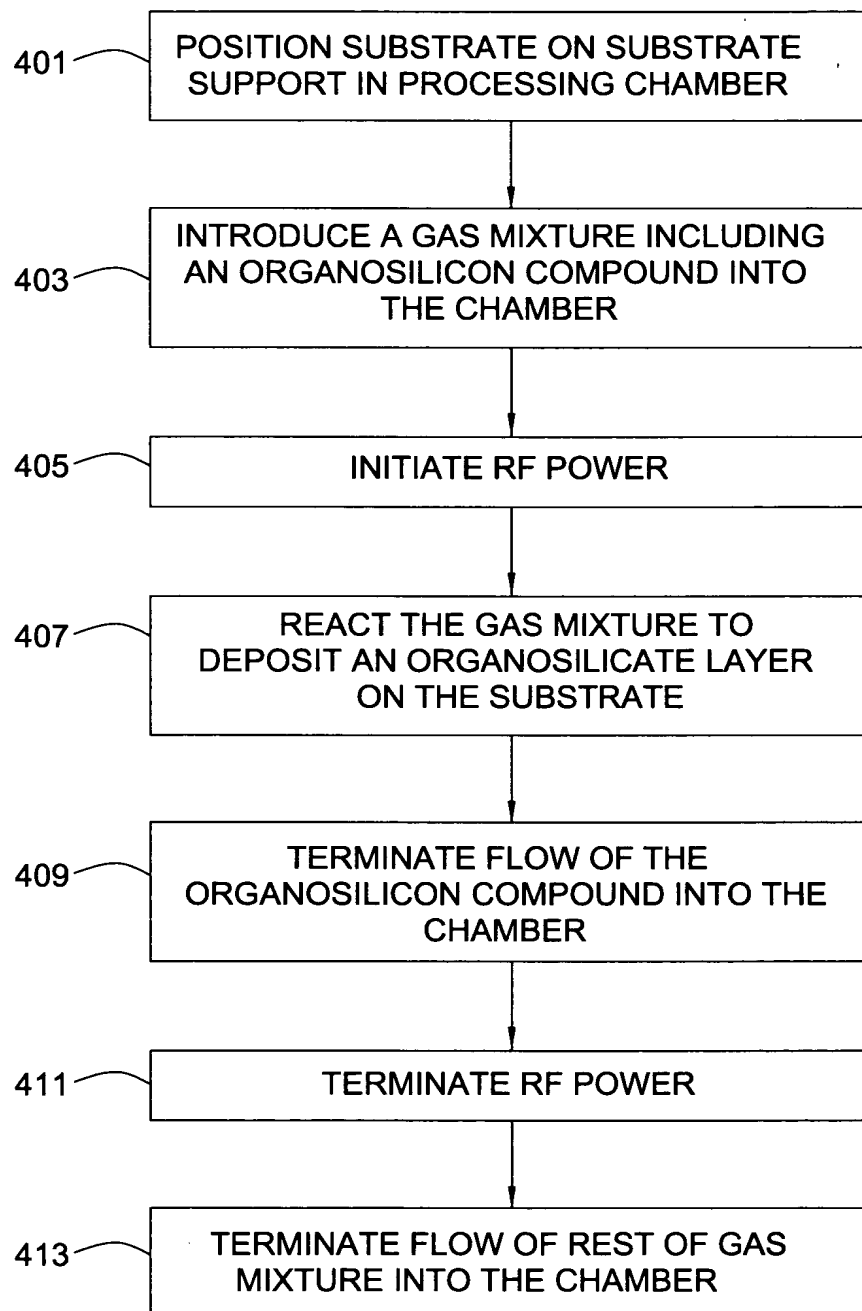 401
POSITION SUBSTRATE ON SUBSTRATE
SUPPORT IN PROCESSING CHAMBER
403
INTRODUCE A GAS MIXTURE INCLUDING
AN ORGANOSILICON COMPOUND INTO
THE CHAMBER
405
INITIATE RF POWER
407
REACT THE GAS MIXTURE TO
DEPOSIT AN ORGANOSILICATE LAYER
ON THE SUBSTRATE
409
TERMINATE FLOW OF THE
ORGANOSILICON COMPOUND INTO THE
CHAMBER
411
TERMINATE RF POWER
413
TERMINATE FLOW OF REST OF GAS
MIXTURE INTO THE CHAMBER